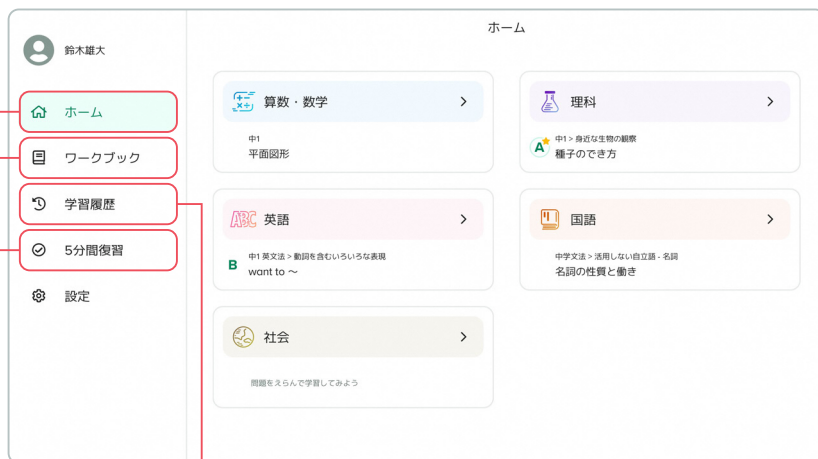 ホーム
鈴木雄大
ホーム
ワークブック
学習履歴
5分間復習
設定
算数・数学
中1
平面図形
理科
A
中1 > 身近な生物の観察
種子のでき方
ABC 英語
B
中1 英文法 > 動詞を含むいろいろな表現
want to ～
国語
中学文法 > 活用しない自立語 - 名詞
名詞の性質と働き
社会
問題をえらんで学習してみよう